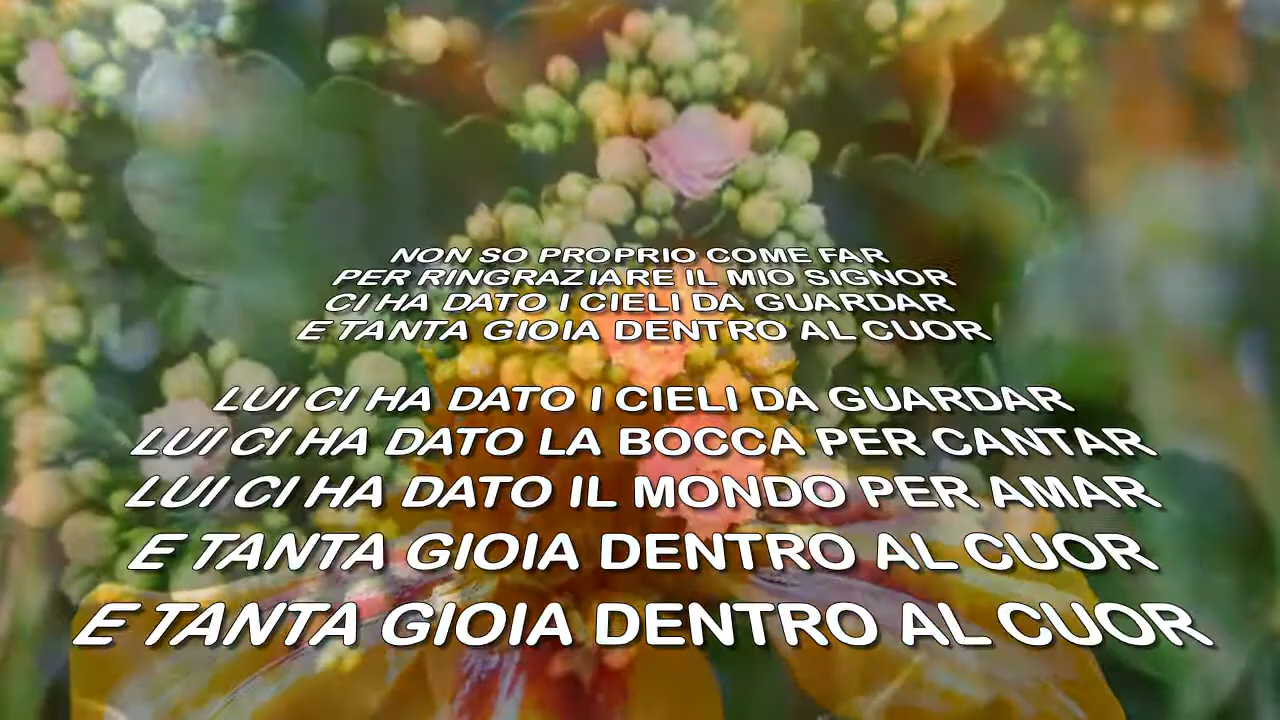 NON SO PROPRIO COME FAR
PER RINGRAZIARE IL MIO SIGNOR
CI HA DATO I CIELI DA GUARDAR
E TANTA GIOIA DENTRO AL CUOR
LUI CI HA DATO I CIELI DA GUARDAR
LUI CI HA DATO LA BOCCA PER CANTAR
LUI CI HA DATO IL MONDO PER AMAR
E TANTA GIOIA DENTRO AL CUOR
E TANTA GIOIA DENTRO AL CUOR